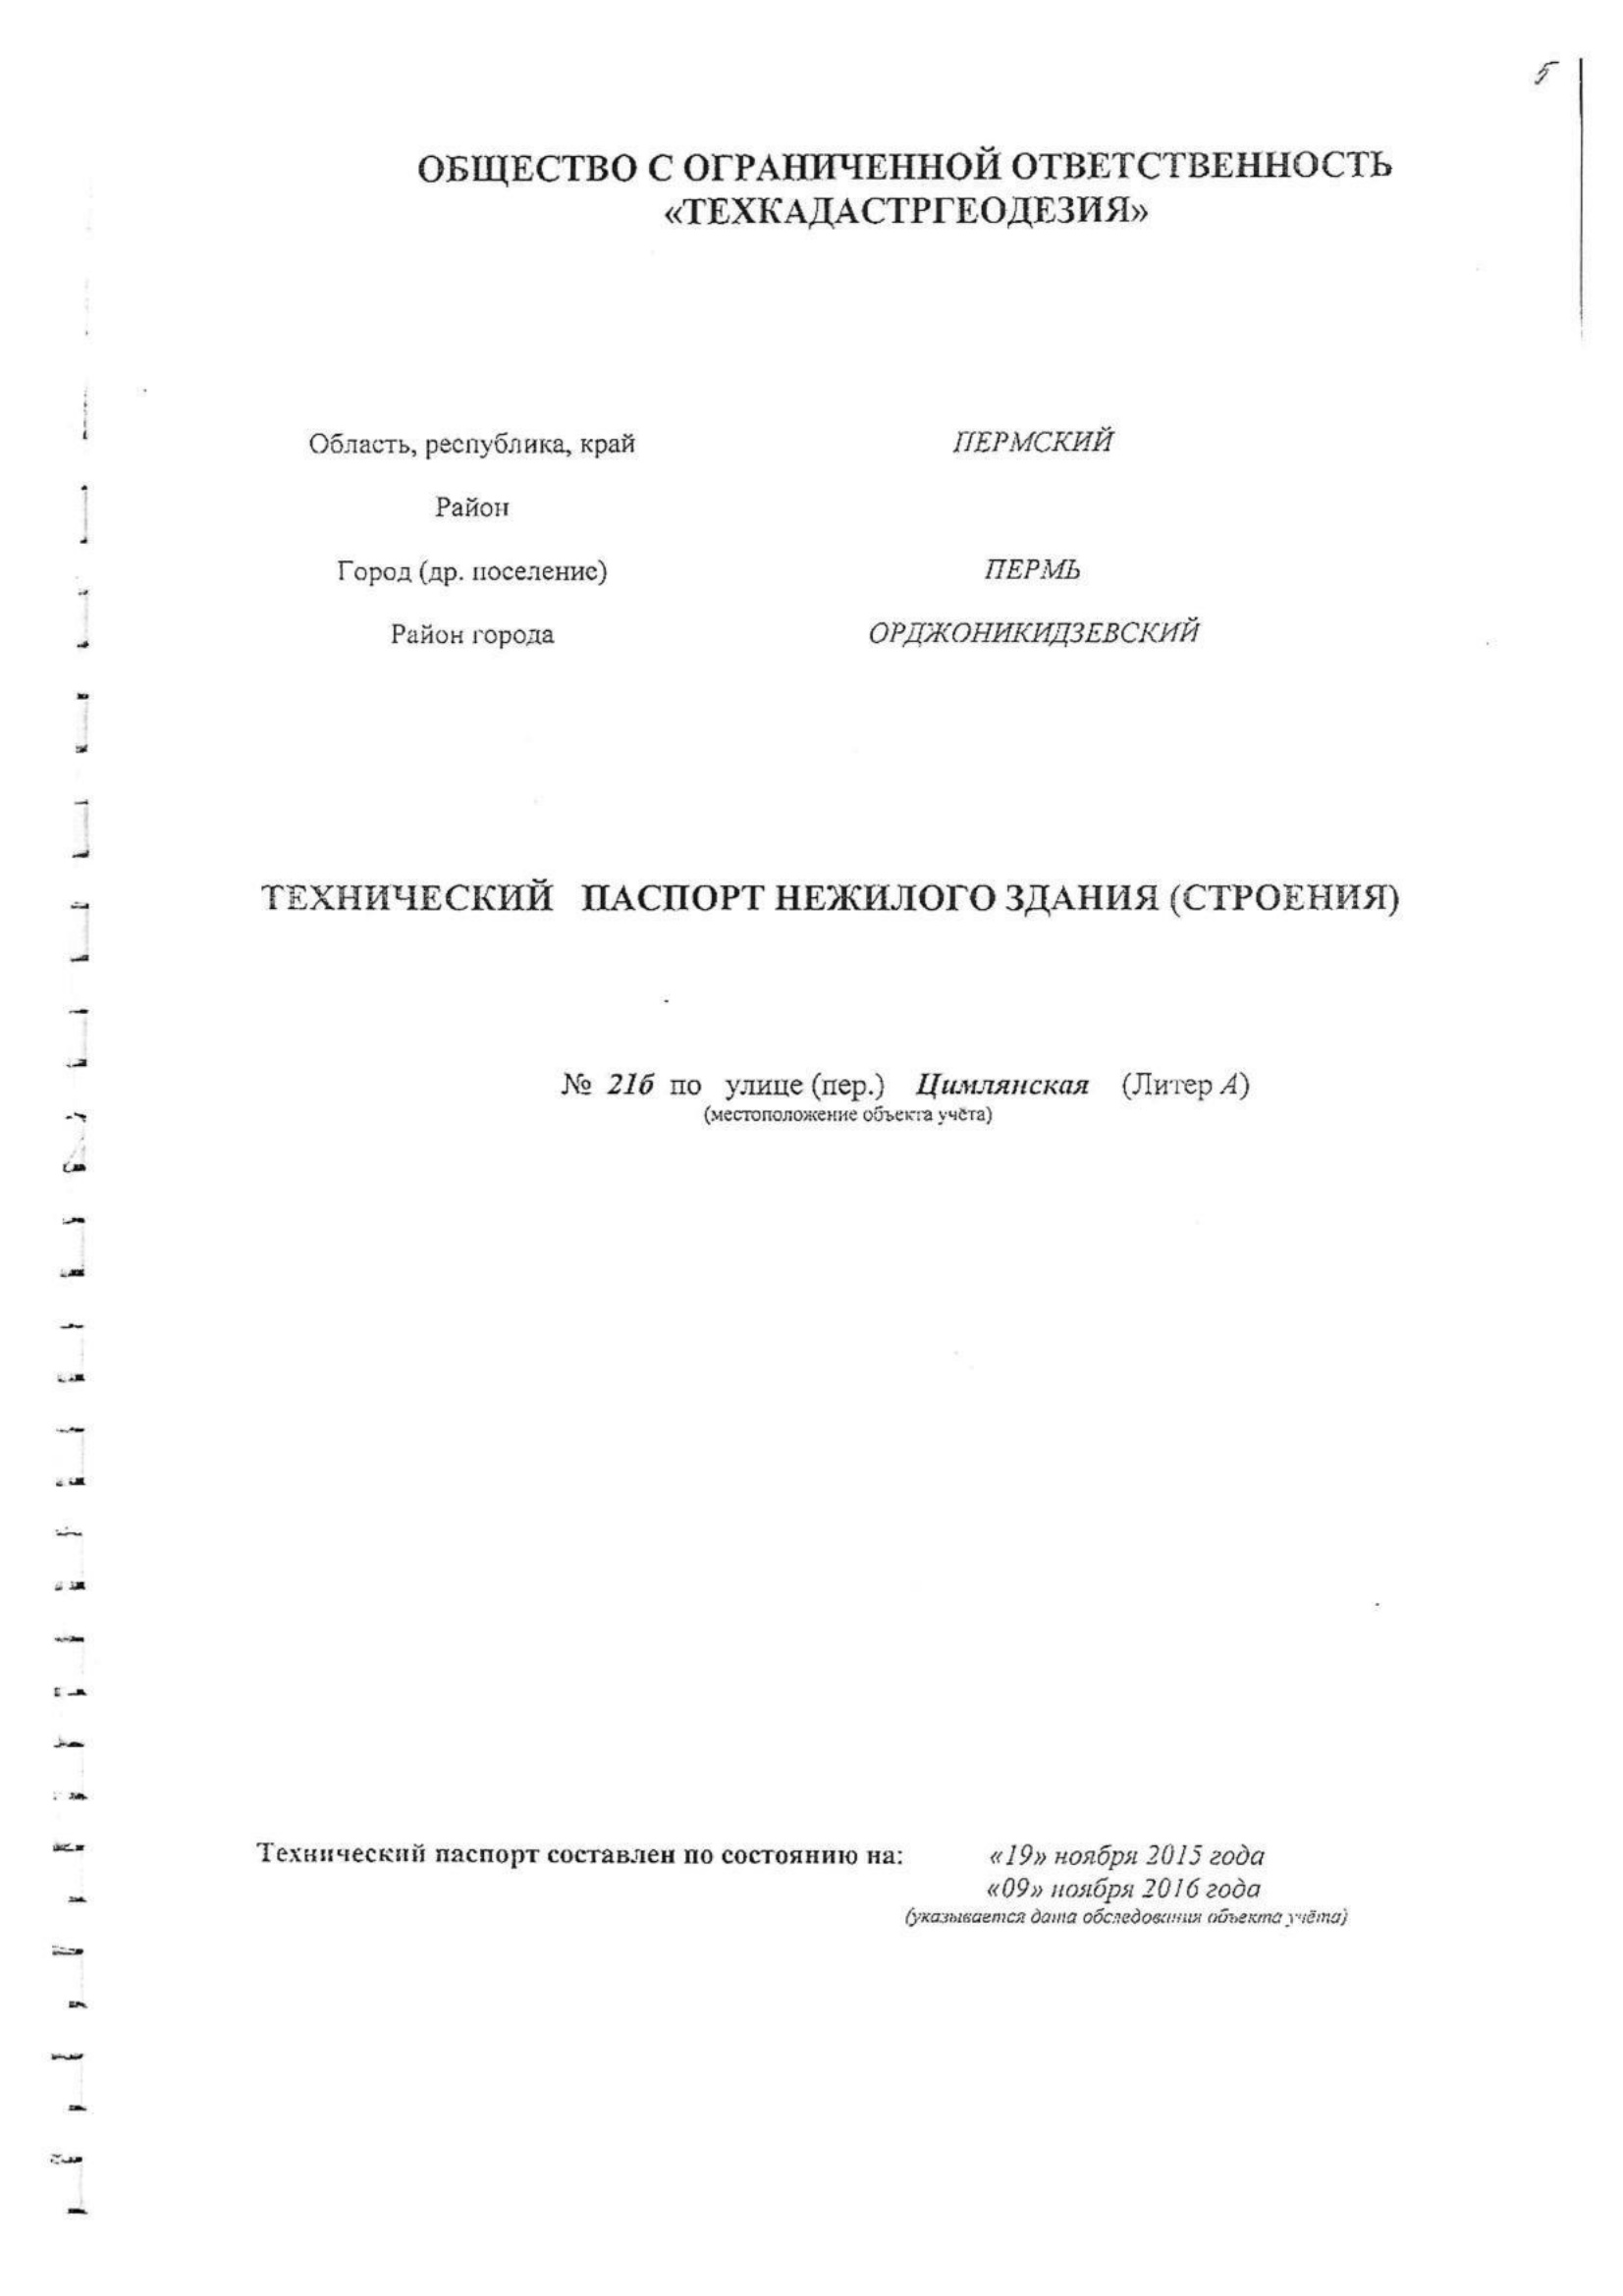 5
ОБЩЕСТВО С ОГРАНИЧЕННОЙ ОТВЕТСТВЕННОСТЬ
«ТЕХКАДАСТРГЕОДЕЗИЯ»
Область, республика, край ПЕРМСКИЙ
Район
Город (др. поселение) ПЕРМЬ
Район города ОРДЖОНИКИДЗЕВСКИЙ
ТЕХНИЧЕСКИЙ ПАСПОРТ НЕЖИЛОГО ЗДАНИЯ (СТРОЕНИЯ)
№ 21б по улице (пер.) Цимлянская (Литер А)
(местоположение объекта учёта)
Технический паспорт составлен по состоянию на: «19» ноября 2015 года
«09» ноября 2016 года
(указывается дата обследования объекта учёта)